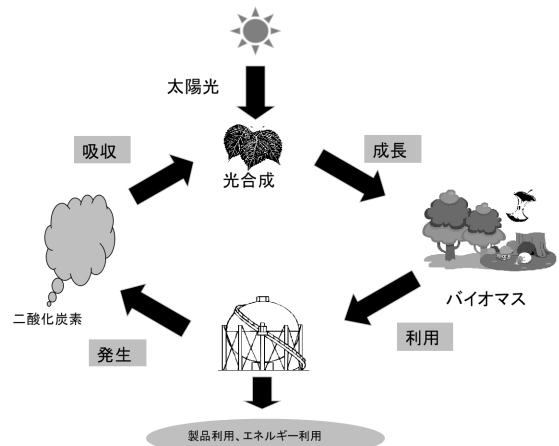 太陽光
吸収
成長
光合成
バイオマス
二酸化炭素
利用
発生
製品利用、エネルギー利用